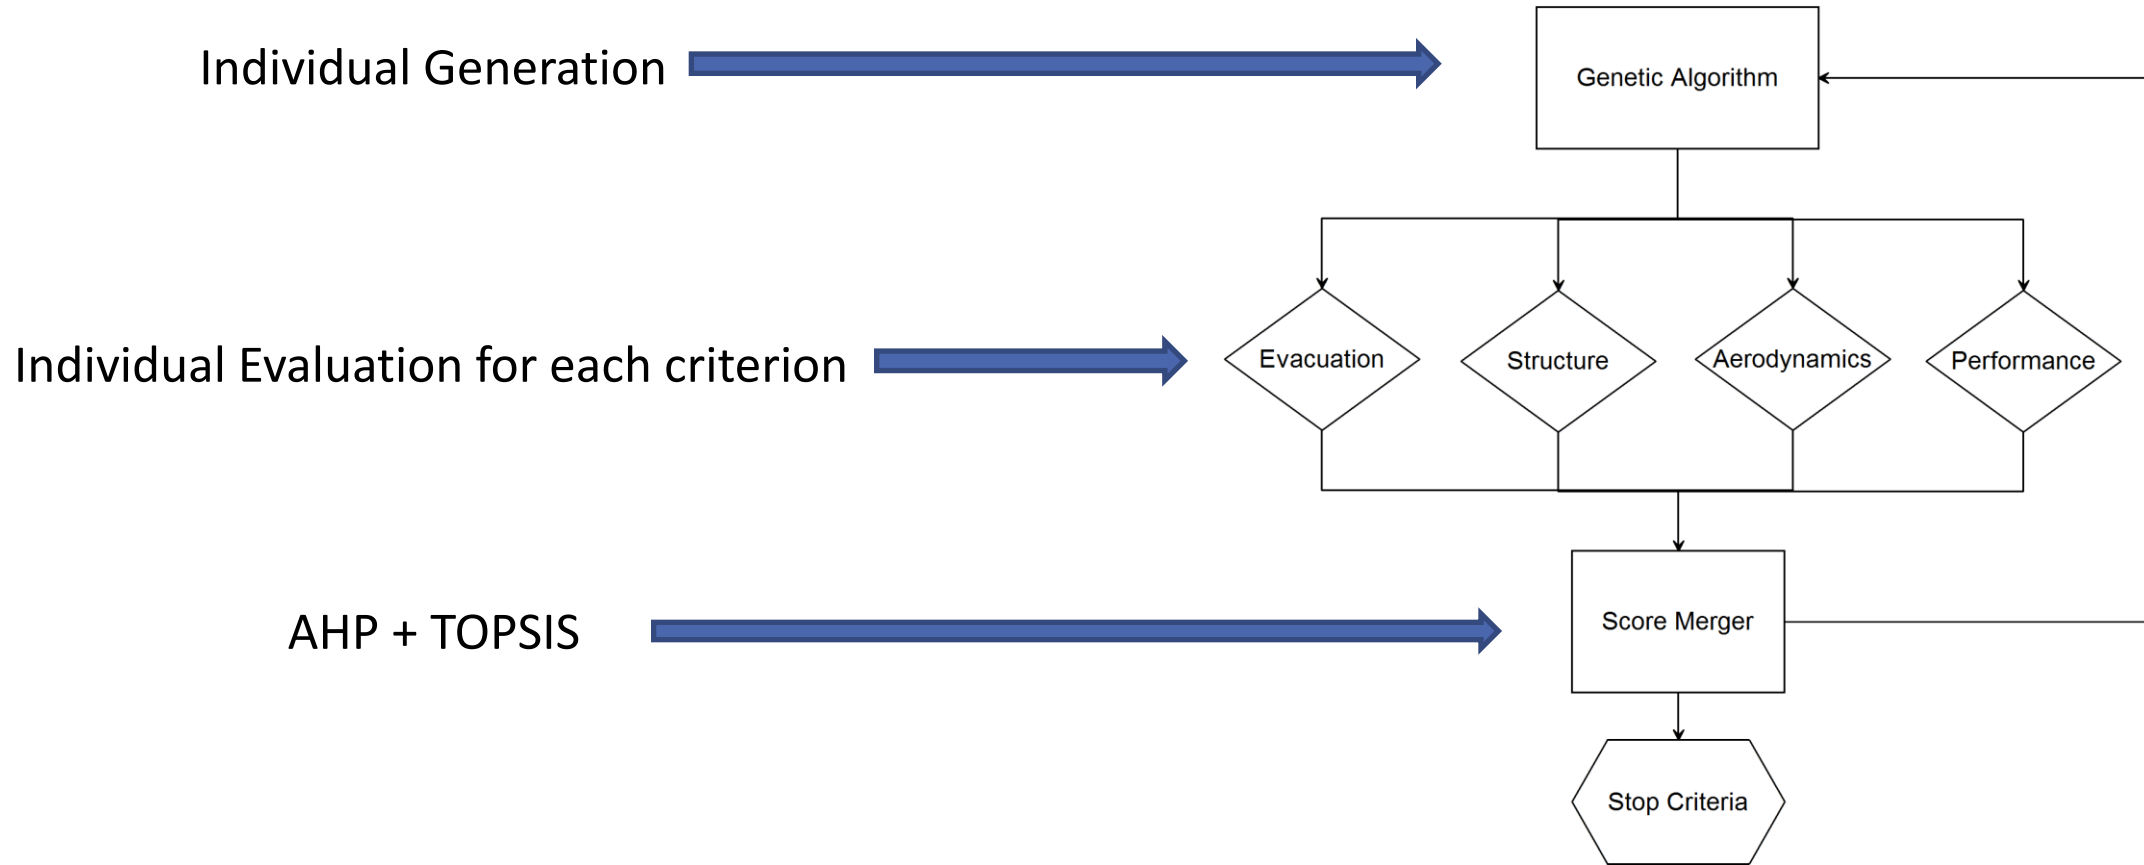 Individual Generation
Genetic Algorithm
Individual Evaluation for each criterion
Evacuation
Structure
Aerodynamics
Performance
AHP + TOPSIS
Score Merger
Stop Criteria